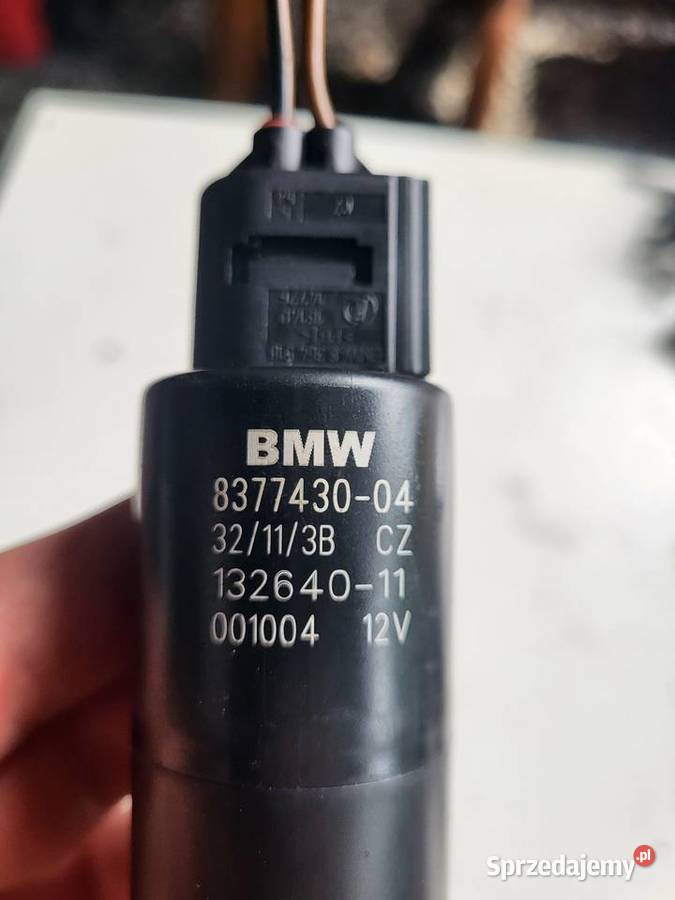 BMW
8377430-04
32/11/3B CZ
132640-11
001004 12V
Sprzedajemy.pl